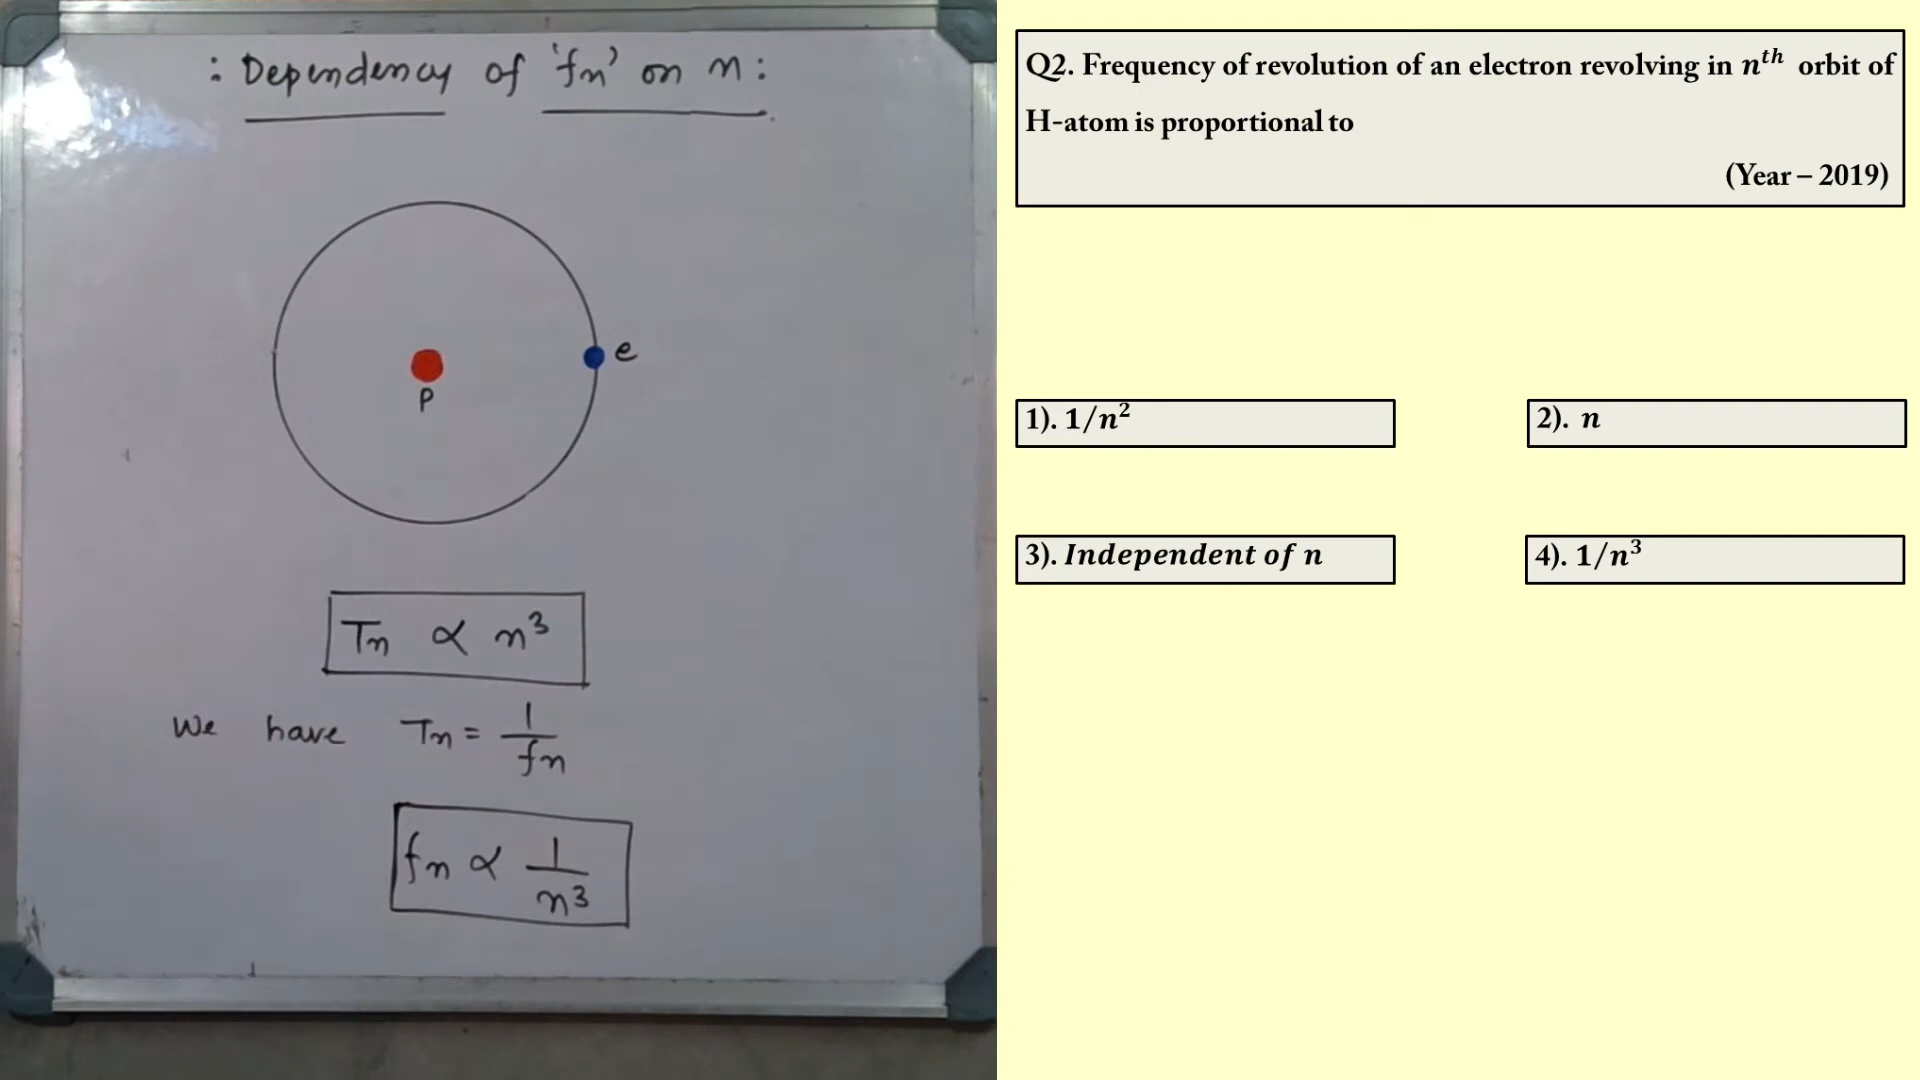 : Dependency of 'fn' on n:
P
e
Tn ∝ n³
We have Tn = 1/fn
fn ∝ 1/n³
Q2. Frequency of revolution of an electron revolving in nᵗʰ orbit of
H-atom is proportional to
(Year – 2019)
1). 1/n²
2). n
3). Independent of n
4). 1/n³